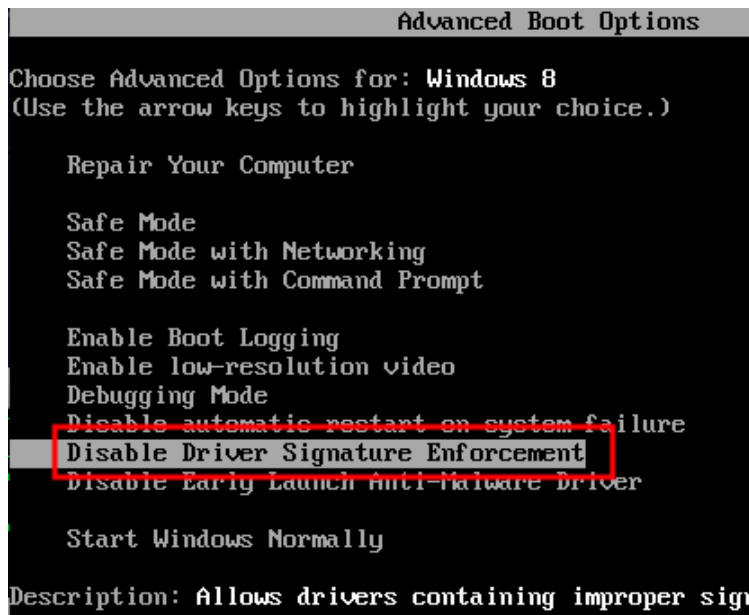 Advanced Boot Options
Choose Advanced Options for: Windows 8
(Use the arrow keys to highlight your choice.)
Repair Your Computer
Safe Mode
Safe Mode with Networking
Safe Mode with Command Prompt
Enable Boot Logging
Enable low-resolution video
Debugging Mode
Disable automatic restart on system failure
Disable Driver Signature Enforcement
Disable Early Launch Anti-Malware Driver
Start Windows Normally
Description: Allows drivers containing improper